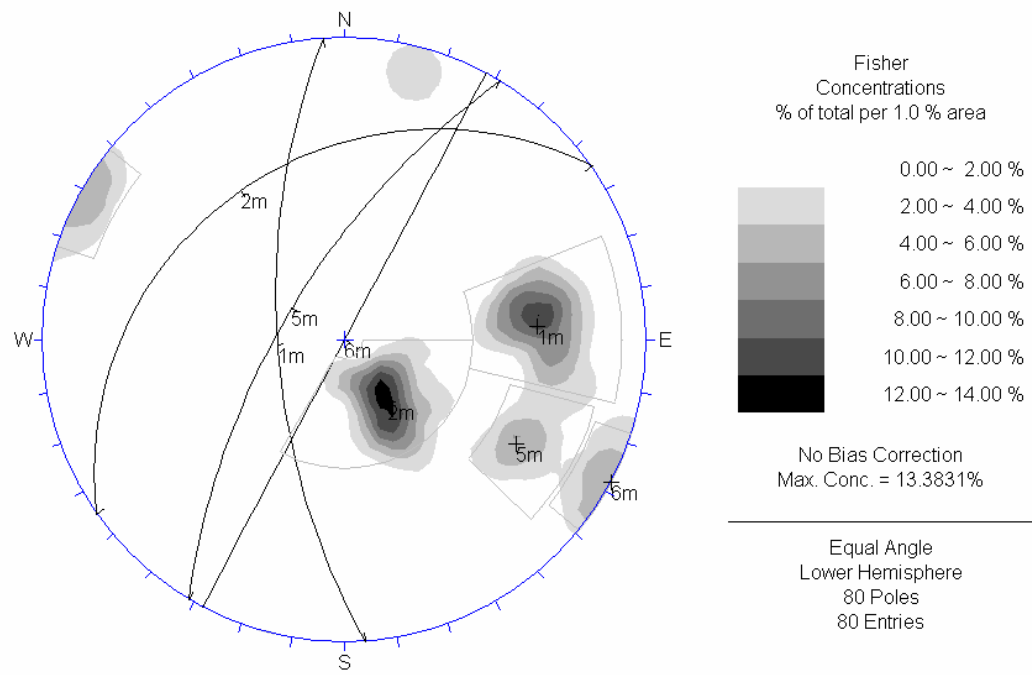 N
W
E
S
2m
5m
1m
6m
1m
2m
5m
6m
Fisher
Concentrations
% of total per 1.0 % area
0.00 ~ 2.00 %
2.00 ~ 4.00 %
4.00 ~ 6.00 %
6.00 ~ 8.00 %
8.00 ~ 10.00 %
10.00 ~ 12.00 %
12.00 ~ 14.00 %
No Bias Correction
Max. Conc. = 13.3831%
Equal Angle
Lower Hemisphere
80 Poles
80 Entries